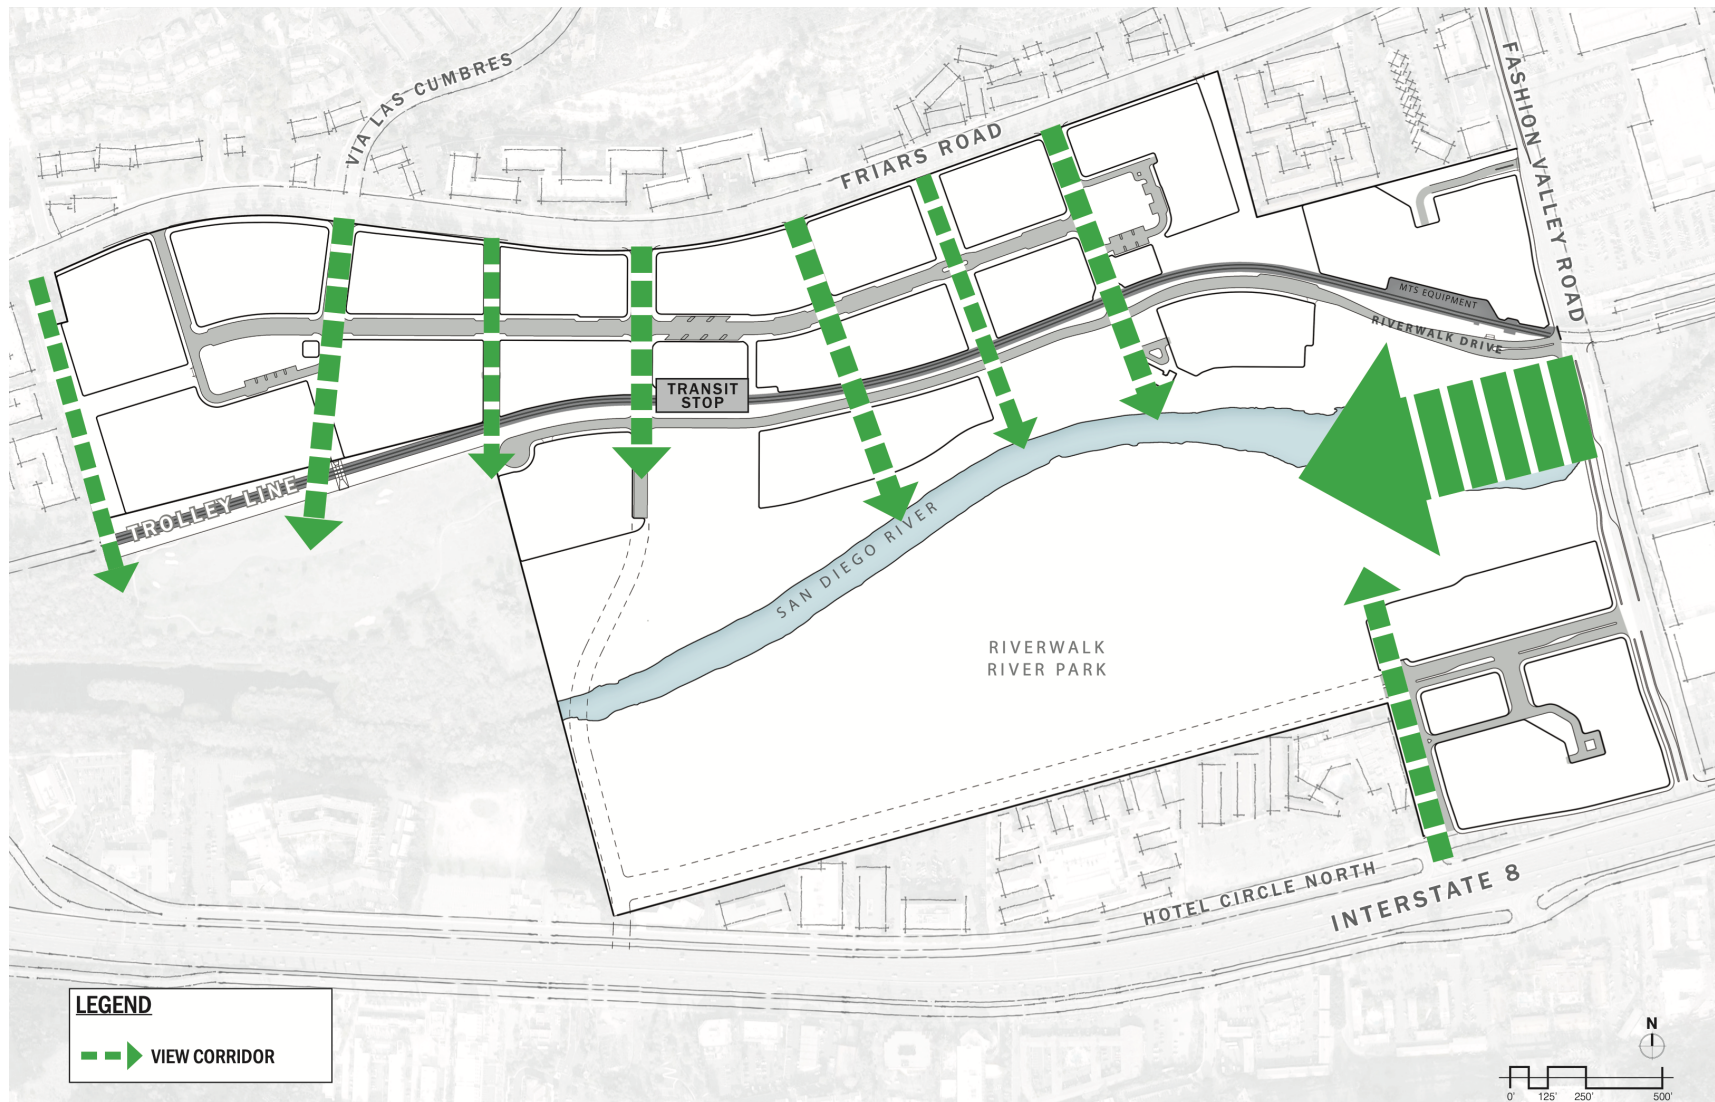 VIA LAS CUMBRES
FRIARS ROAD
FASHION VALLEY ROAD
MTS EQUIPMENT
RIVERWALK DRIVE
TRANSIT
STOP
TROLLEY LINE
SAN DIEGO RIVER
RIVERWALK
RIVER PARK
HOTEL CIRCLE NORTH
INTERSTATE 8
LEGEND
VIEW CORRIDOR
N
0' 125' 250' 500'